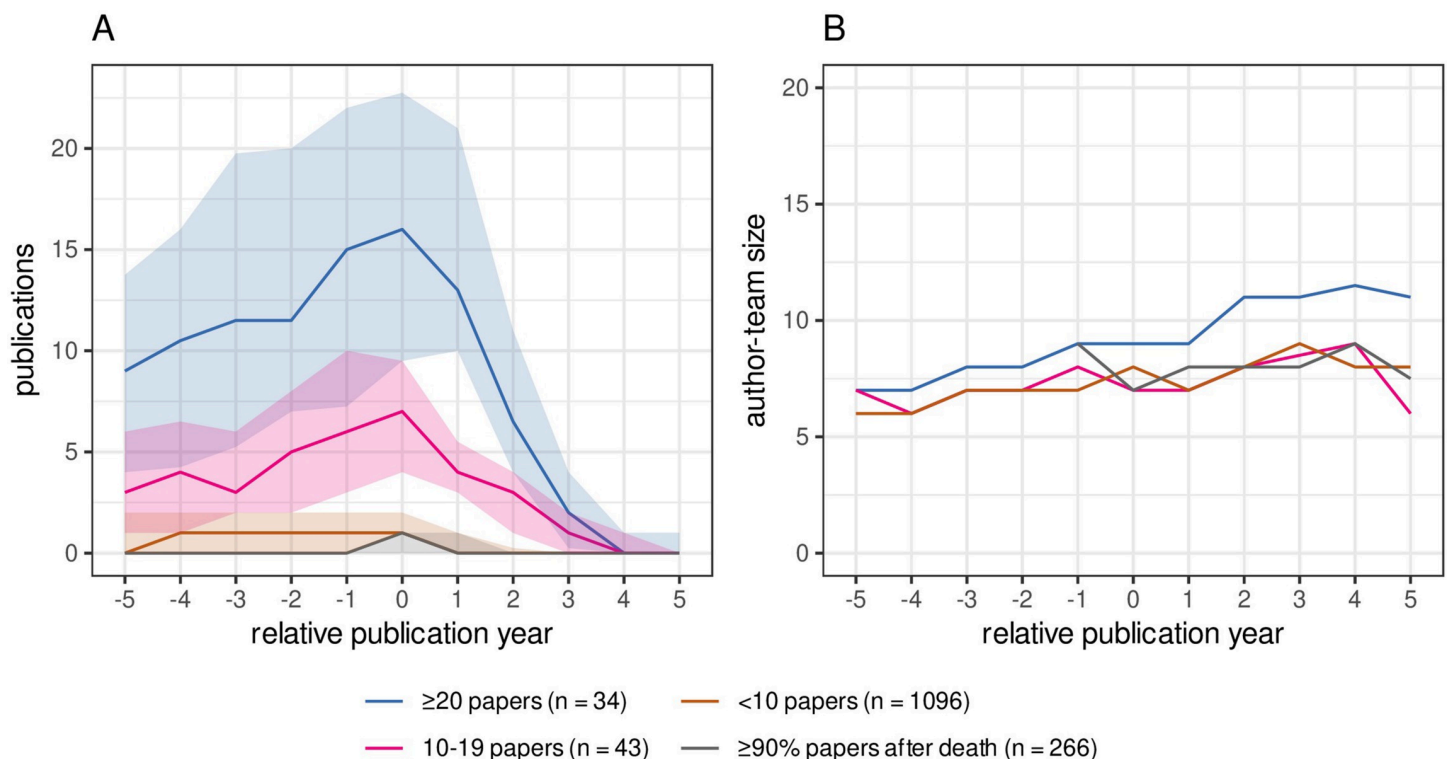 A
publications
20
15
10
5
0
-5 -4 -3 -2 -1 0 1 2 3 4 5
relative publication year
B
author-team size
20
15
10
5
0
-5 -4 -3 -2 -1 0 1 2 3 4 5
relative publication year
≥20 papers (n = 34)
<10 papers (n = 1096)
10-19 papers (n = 43)
≥90% papers after death (n = 266)